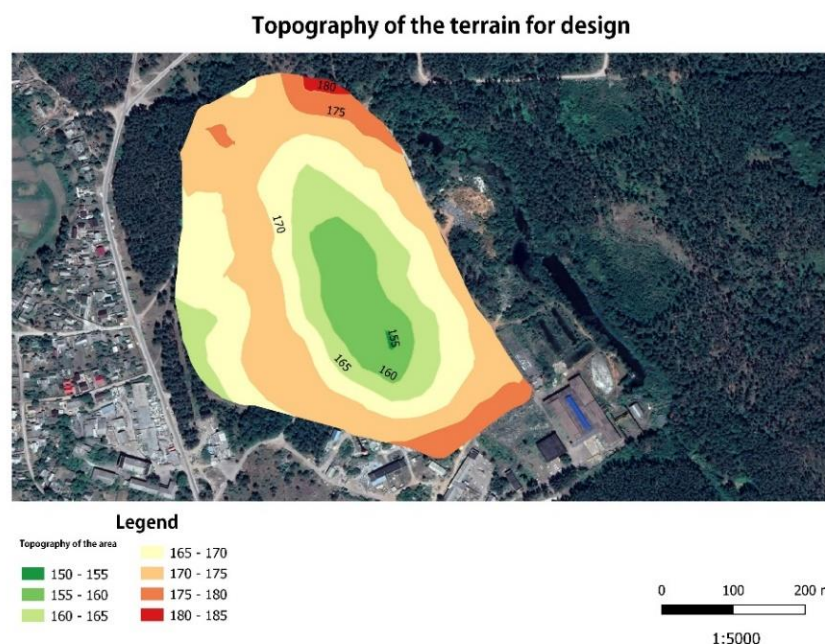 Topography of the terrain for design
180
175
170
155
165
160
Legend
Topography of the area
150 - 155
155 - 160
160 - 165
165 - 170
170 - 175
175 - 180
180 - 185
0 100 200 m
1:5000